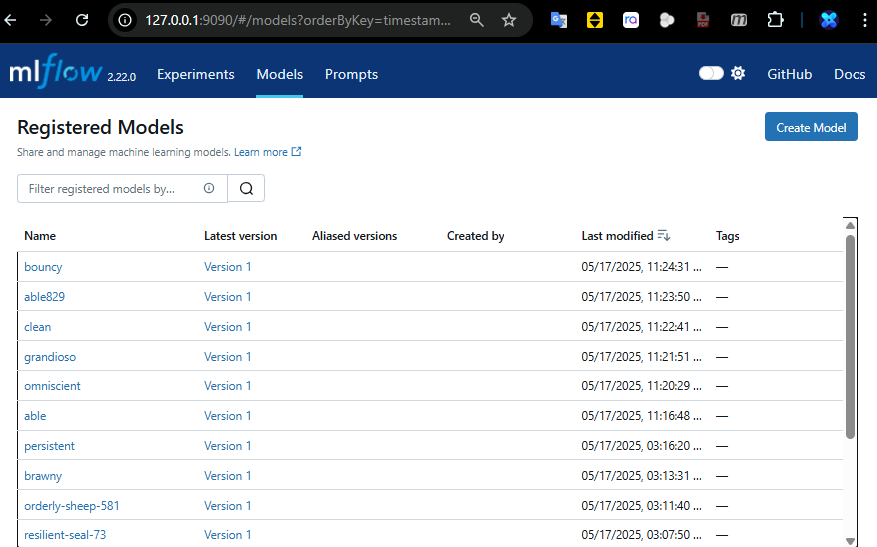 127.0.0.1:9090/#/models?orderByKey=timestam...
mlflow 2.22.0 Experiments Models Prompts GitHub Docs
Registered Models
Create Model
Share and manage machine learning models. Learn more
Filter registered models by...
Name Latest version Aliased versions Created by Last modified Tags
bouncy Version 1 05/17/2025, 11:24:31 ... —
able829 Version 1 05/17/2025, 11:23:50 ... —
clean Version 1 05/17/2025, 11:22:41 ... —
grandioso Version 1 05/17/2025, 11:21:51 ... —
omniscient Version 1 05/17/2025, 11:20:29 ... —
able Version 1 05/17/2025, 11:16:48 ... —
persistent Version 1 05/17/2025, 03:16:20 ... —
brawny Version 1 05/17/2025, 03:13:31 ... —
orderly-sheep-581 Version 1 05/17/2025, 03:11:40 ... —
resilient-seal-73 Version 1 05/17/2025, 03:07:50 ... —